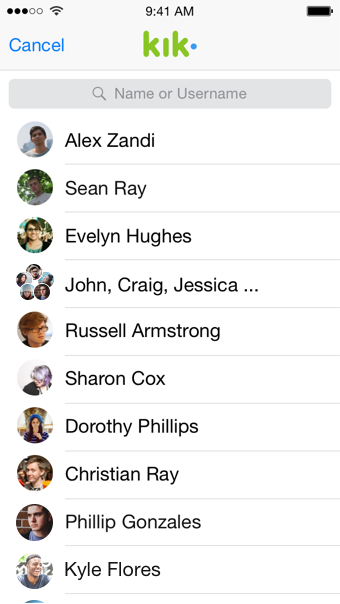 9:41 AM
Cancel
kik
Name or Username
Alex Zandi
Sean Ray
Evelyn Hughes
John, Craig, Jessica ...
Russell Armstrong
Sharon Cox
Dorothy Phillips
Christian Ray
Phillip Gonzales
Kyle Flores